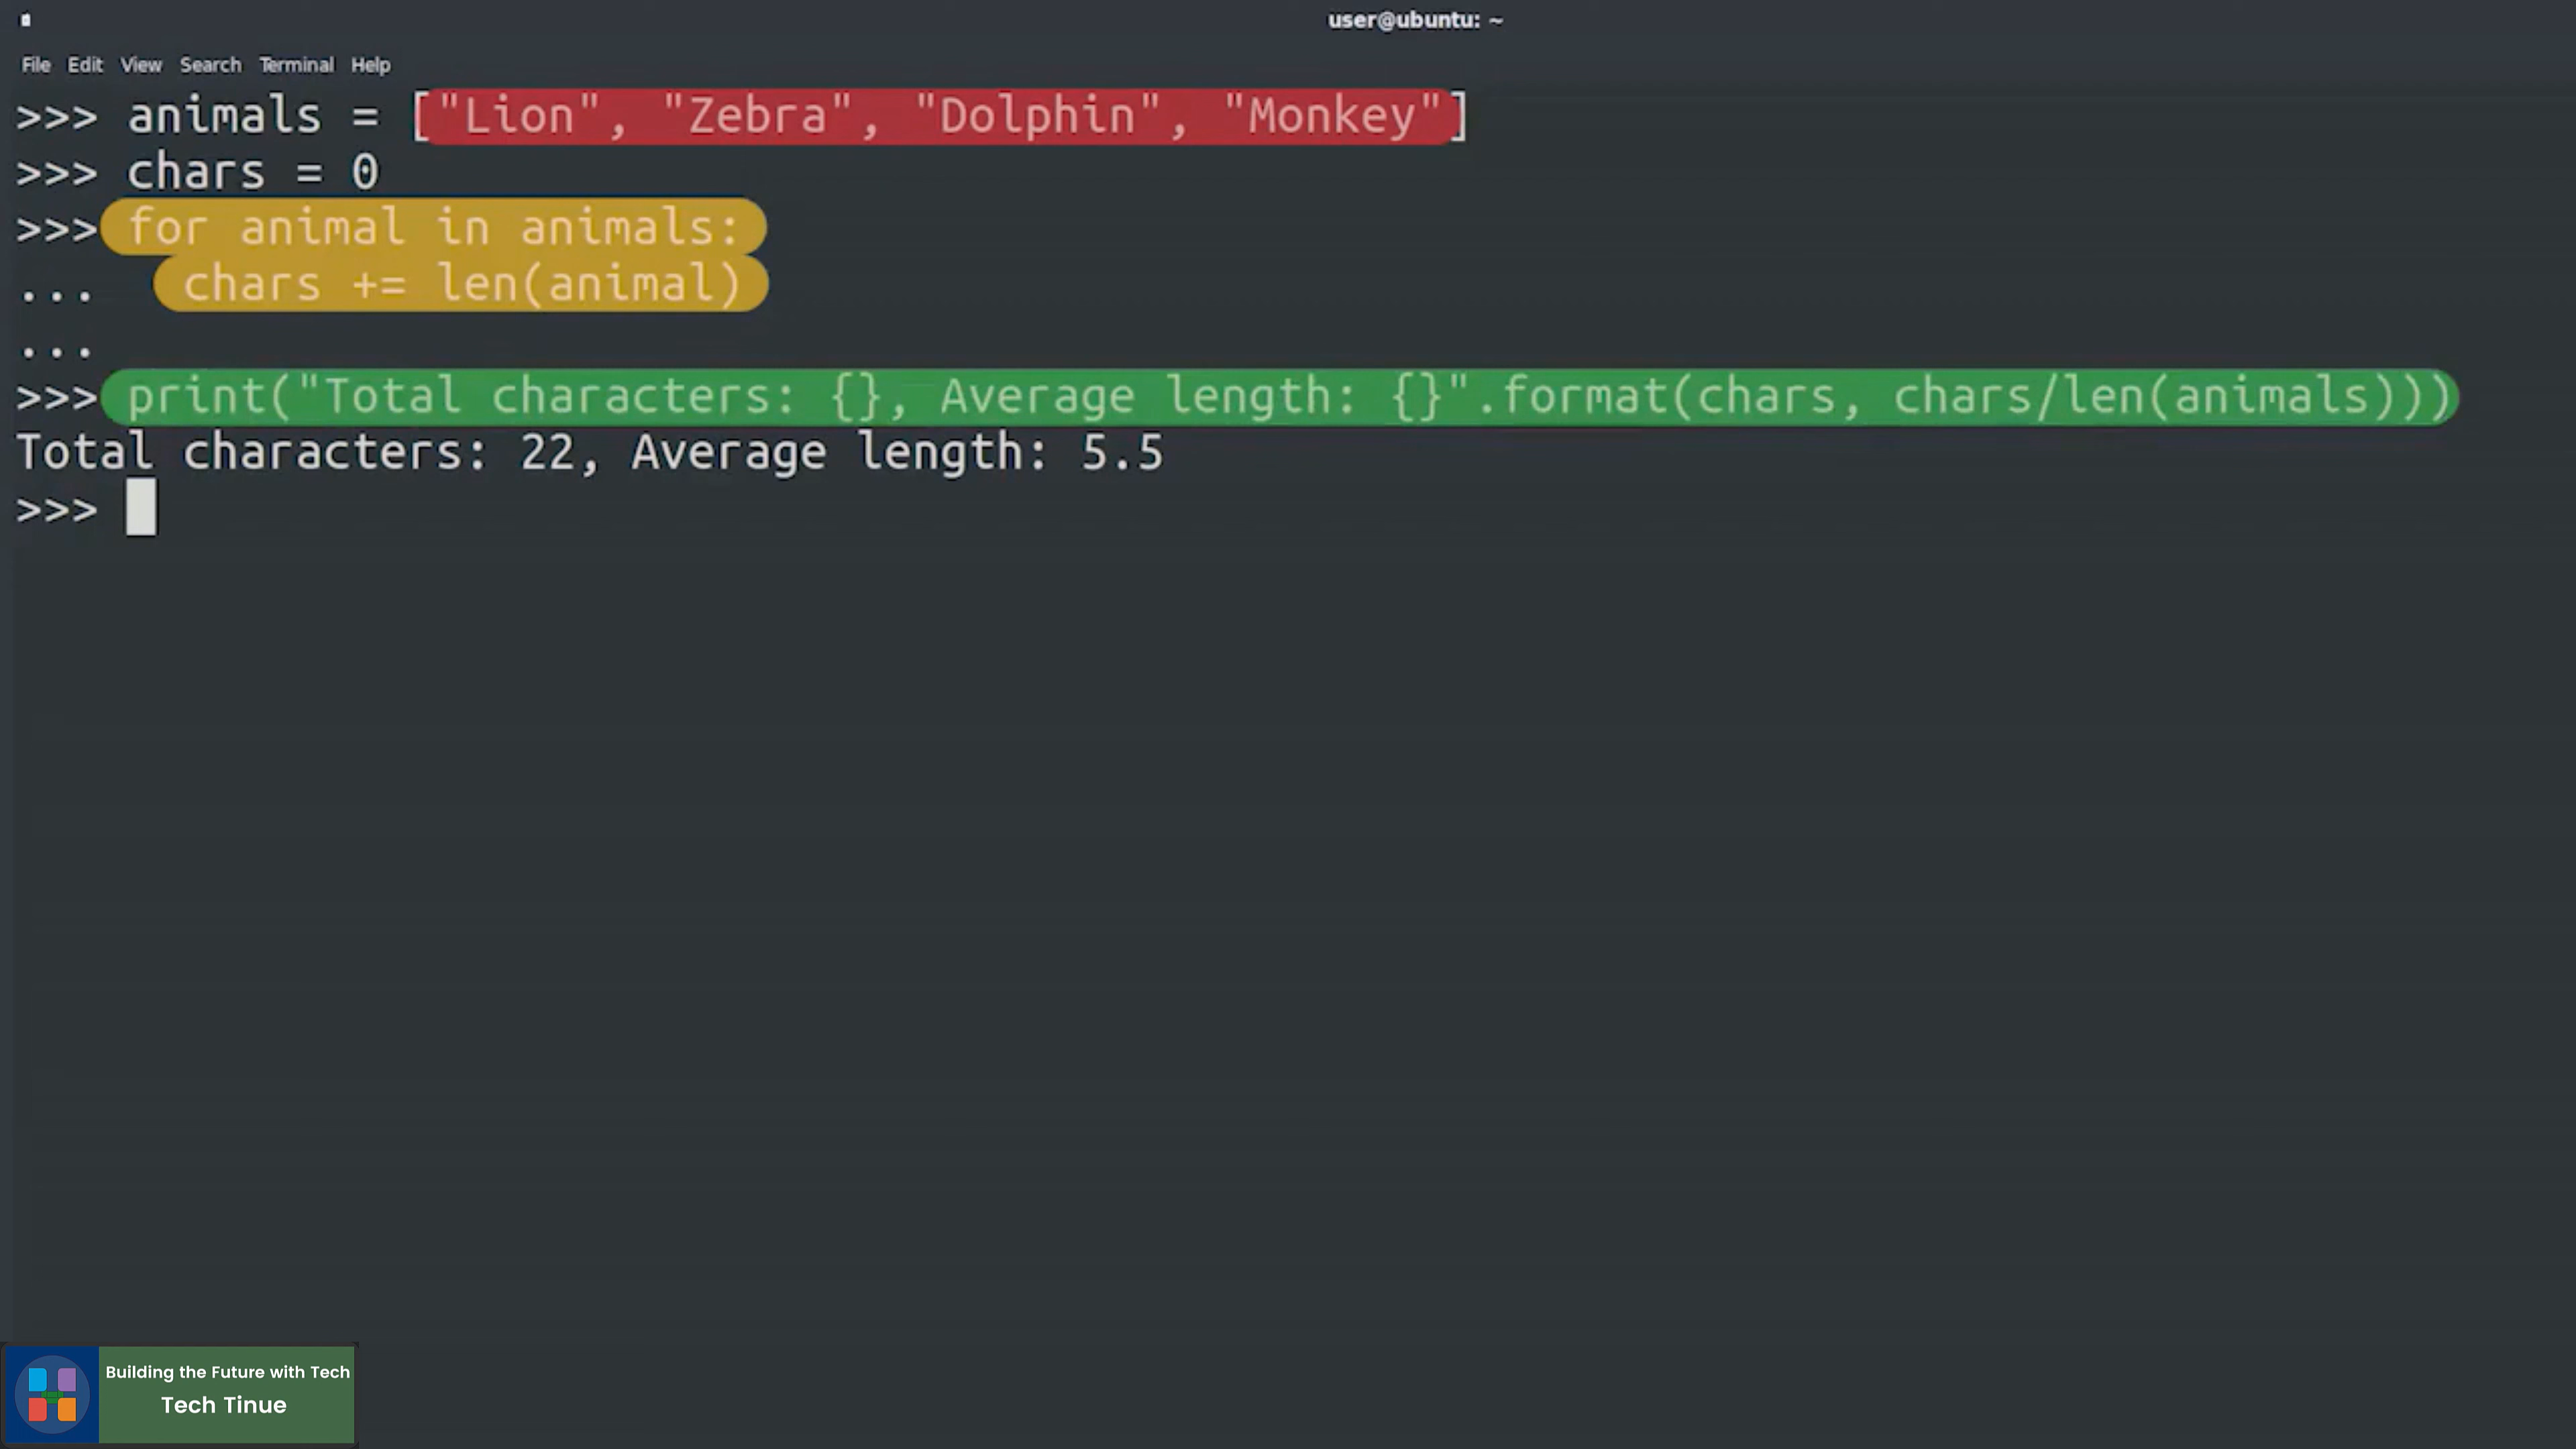 user@ubuntu: ~
File Edit View Search Terminal Help
>>> animals = ["Lion", "Zebra", "Dolphin", "Monkey"]
>>> chars = 0
>>> for animal in animals:
...   chars += len(animal)
...
>>> print("Total characters: {}, Average length: {}".format(chars, chars/len(animals)))
Total characters: 22, Average length: 5.5
>>>
Building the Future with Tech
Tech Tinue